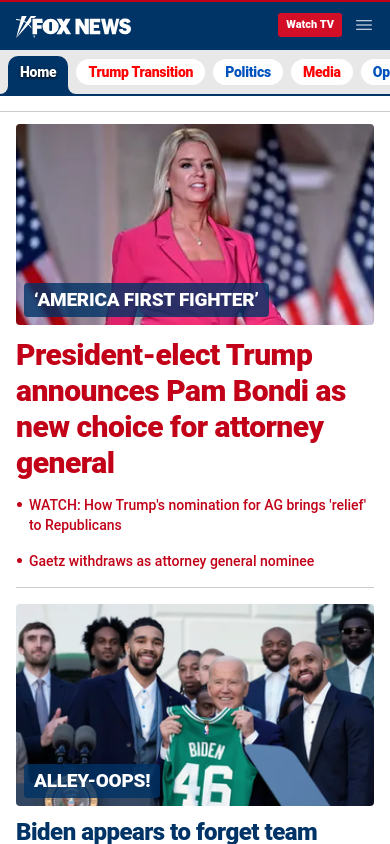 FOX NEWS
Watch TV
Home
Trump Transition
Politics
Media
Op
‘AMERICA FIRST FIGHTER’
President-elect Trump
announces Pam Bondi as
new choice for attorney
general
• WATCH: How Trump's nomination for AG brings 'relief'
to Republicans
• Gaetz withdraws as attorney general nominee
BIDEN
46
ALLEY-OOPS!
Biden appears to forget team